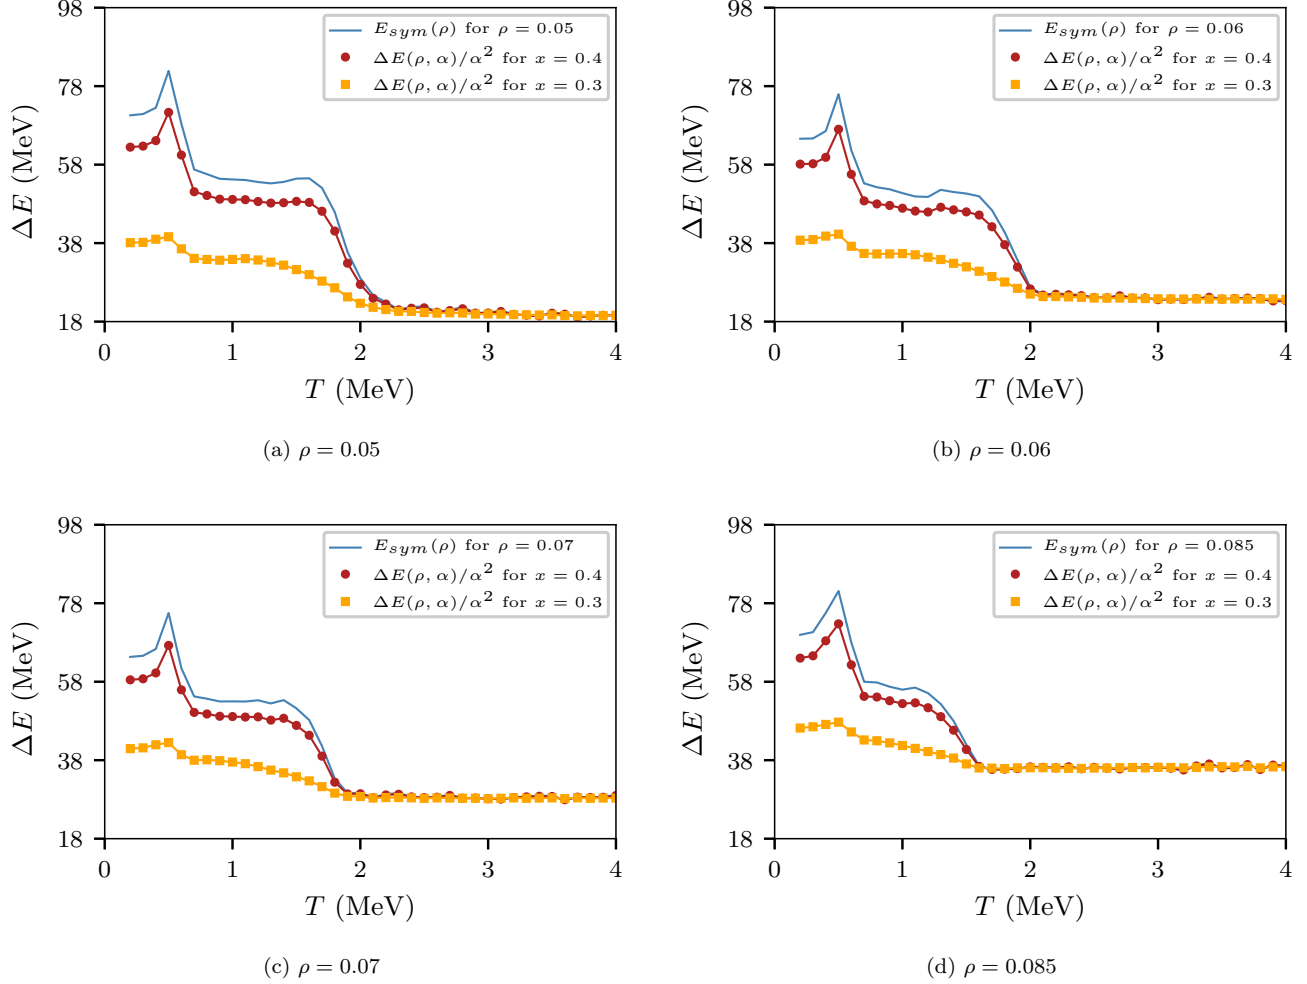 98
78
58
38
18
ΔE (MeV)
E_sym(ρ) for ρ = 0.05
ΔE(ρ, α)/α² for x = 0.4
ΔE(ρ, α)/α² for x = 0.3
0 1 2 3 4
T (MeV)
(a) ρ = 0.05
98
78
58
38
18
ΔE (MeV)
E_sym(ρ) for ρ = 0.06
ΔE(ρ, α)/α² for x = 0.4
ΔE(ρ, α)/α² for x = 0.3
0 1 2 3 4
T (MeV)
(b) ρ = 0.06
98
78
58
38
18
ΔE (MeV)
E_sym(ρ) for ρ = 0.07
ΔE(ρ, α)/α² for x = 0.4
ΔE(ρ, α)/α² for x = 0.3
0 1 2 3 4
T (MeV)
(c) ρ = 0.07
98
78
58
38
18
ΔE (MeV)
E_sym(ρ) for ρ = 0.085
ΔE(ρ, α)/α² for x = 0.4
ΔE(ρ, α)/α² for x = 0.3
0 1 2 3 4
T (MeV)
(d) ρ = 0.085